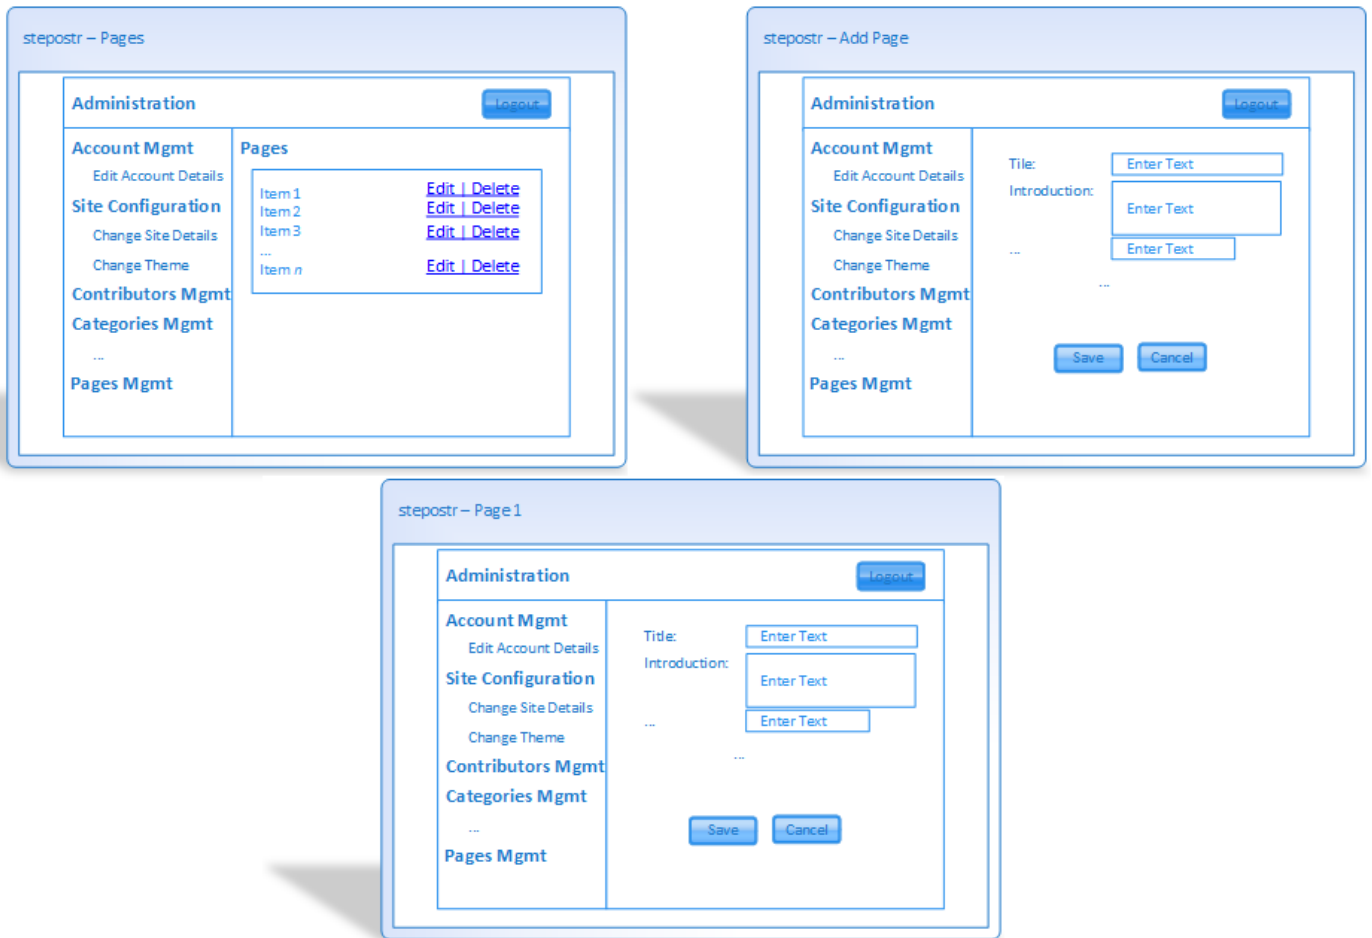 stepostr – Pages
Administration
Logout
Account Mgmt
Edit Account Details
Site Configuration
Change Site Details
Change Theme
Contributors Mgmt
Categories Mgmt
...
Pages Mgmt
Pages
Item 1 Edit | Delete
Item 2 Edit | Delete
Item 3 Edit | Delete
...
Item n Edit | Delete
stepostr – Add Page
Administration
Logout
Account Mgmt
Edit Account Details
Site Configuration
Change Site Details
Change Theme
Contributors Mgmt
Categories Mgmt
...
Pages Mgmt
Tile: Enter Text
Introduction: Enter Text
... Enter Text
...
Save Cancel
stepostr – Page 1
Administration
Logout
Account Mgmt
Edit Account Details
Site Configuration
Change Site Details
Change Theme
Contributors Mgmt
Categories Mgmt
...
Pages Mgmt
Title: Enter Text
Introduction: Enter Text
... Enter Text
...
Save Cancel